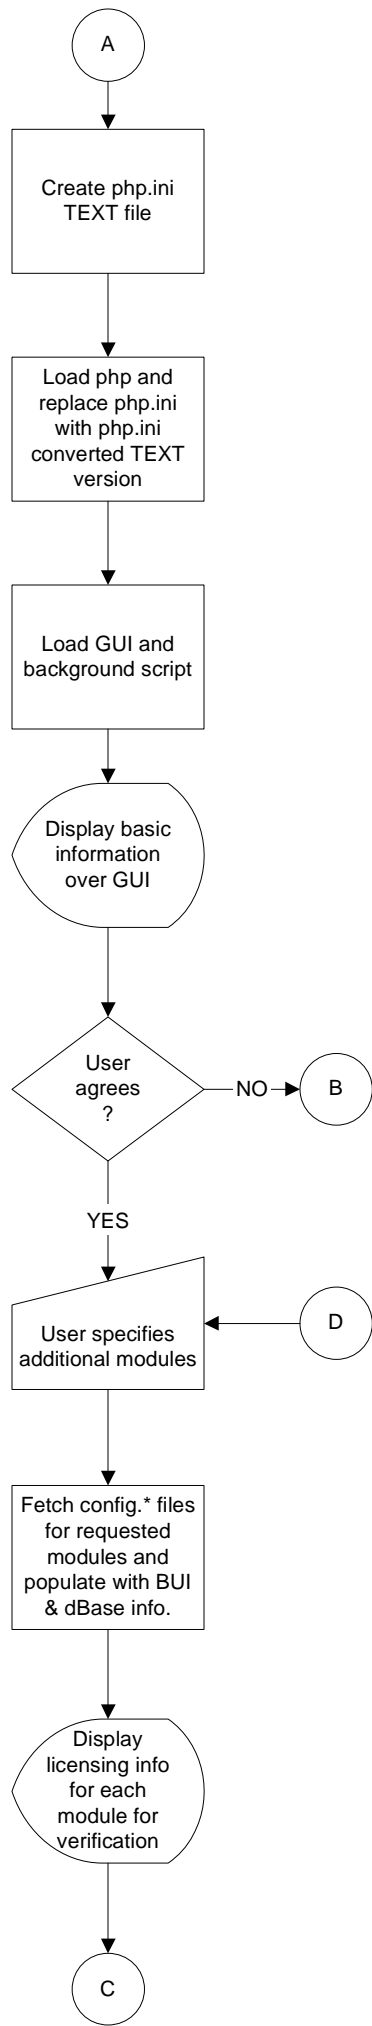 A
Create php.ini
TEXT file
Load php and
replace php.ini
with php.ini
converted TEXT
version
Load GUI and
background script
Display basic
information
over GUI
User
agrees
?
NO
B
YES
User specifies
additional modules
D
Fetch config.* files
for requested
modules and
populate with BUI
& dBase info.
Display
licensing info
for each
module for
verification
C